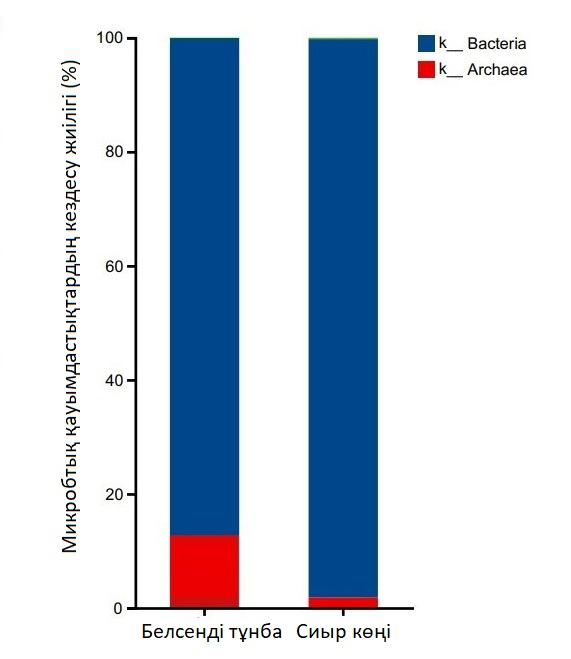 Микробтық қауымдастықтардың кездесу жиілігі (%)
100
80
60
40
20
0
k__ Bacteria
k__ Archaea
Белсенді тұнба
Сиыр көңі